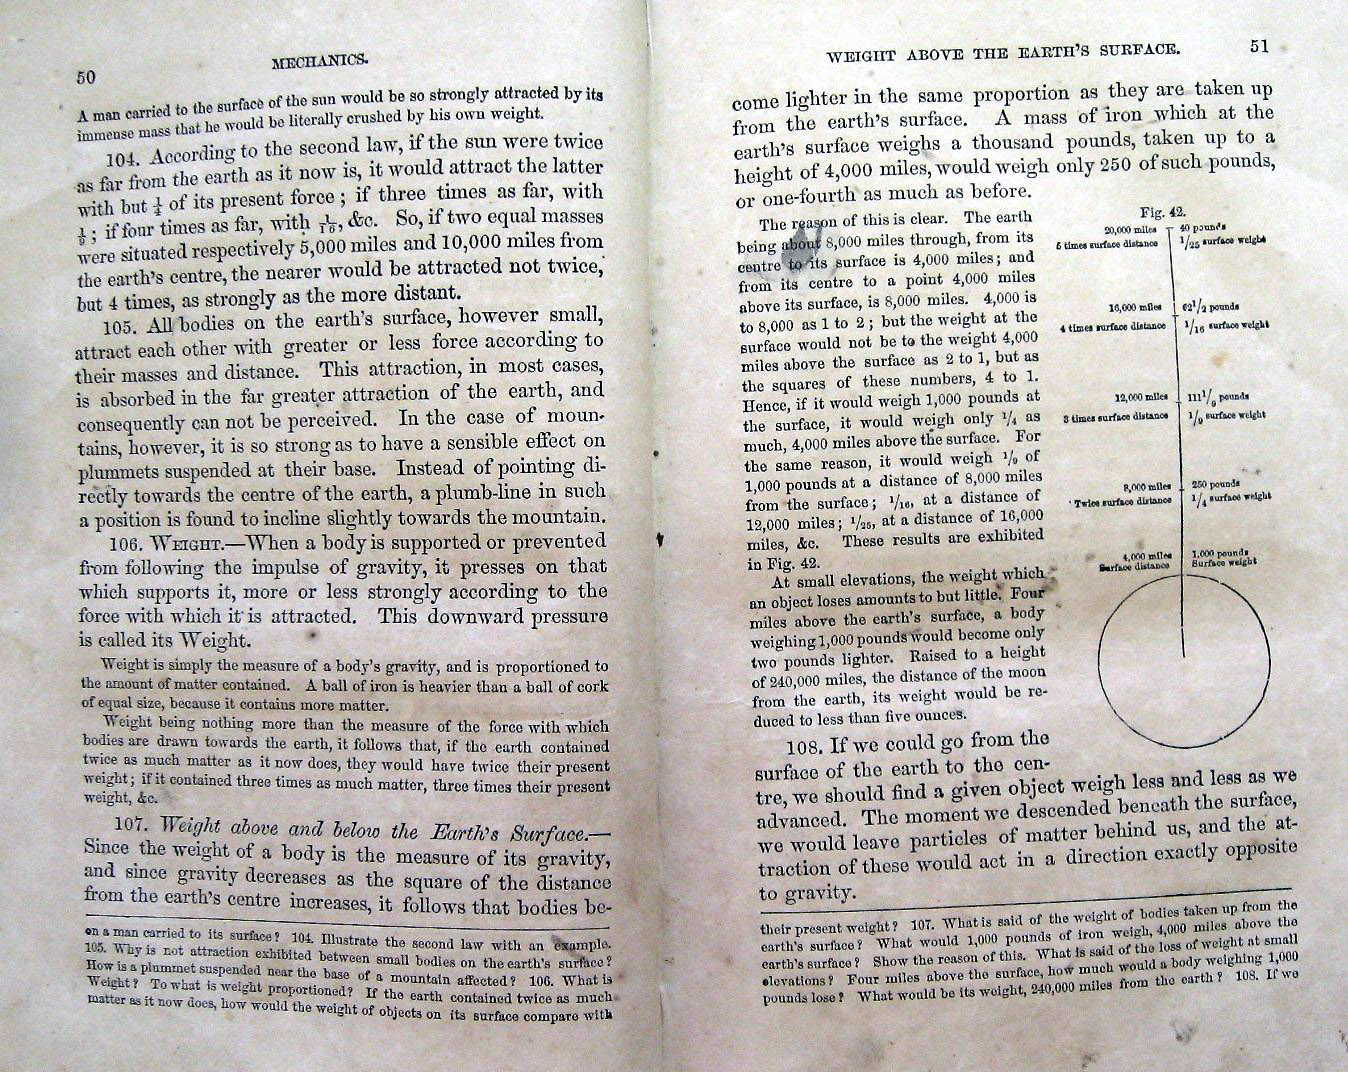 50
MECHANICS.
A man carried to the surface of the sun would be so strongly attracted by its
immense mass that he would be literally crushed by his own weight.
104. According to the second law, if the sun were twice
as far from the earth as it now is, it would attract the latter
with but ¼ of its present force; if three times as far, with
⅑; if four times as far, with 1/16, &c. So, if two equal masses
were situated respectively 5,000 miles and 10,000 miles from
the earth's centre, the nearer would be attracted not twice,
but 4 times, as strongly as the more distant.
105. All bodies on the earth's surface, however small,
attract each other with greater or less force according to
their masses and distance. This attraction, in most cases,
is absorbed in the far greater attraction of the earth, and
consequently can not be perceived. In the case of moun-
tains, however, it is so strong as to have a sensible effect on
plummets suspended at their base. Instead of pointing di-
rectly towards the centre of the earth, a plumb-line in such
a position is found to incline slightly towards the mountain.
106. WEIGHT.—When a body is supported or prevented
from following the impulse of gravity, it presses on that
which supports it, more or less strongly according to the
force with which it is attracted. This downward pressure
is called its Weight.
Weight is simply the measure of a body's gravity, and is proportioned to
the amount of matter contained. A ball of iron is heavier than a ball of cork
of equal size, because it contains more matter.
Weight being nothing more than the measure of the force with which
bodies are drawn towards the earth, it follows that, if the earth contained
twice as much matter as it now does, they would have twice their present
weight; if it contained three times as much matter, three times their present
weight, &c.
107. Weight above and below the Earth's Surface.—
Since the weight of a body is the measure of its gravity,
and since gravity decreases as the square of the distance
from the earth's centre increases, it follows that bodies be-
on a man carried to its surface? 104. Illustrate the second law with an example.
105. Why is not attraction exhibited between small bodies on the earth's surface?
How is a plummet suspended near the base of a mountain affected? 106. What is
Weight? To what is weight proportioned? If the earth contained twice as much
matter as it now does, how would the weight of objects on its surface compare with
WEIGHT ABOVE THE EARTH'S SURFACE.
51
come lighter in the same proportion as they are taken up
from the earth's surface. A mass of iron which at the
earth's surface weighs a thousand pounds, taken up to a
height of 4,000 miles, would weigh only 250 of such pounds,
or one-fourth as much as before.
The reason of this is clear. The earth
being about 8,000 miles through, from its
centre to its surface is 4,000 miles; and
from its centre to a point 4,000 miles
above its surface, is 8,000 miles. 4,000 is
to 8,000 as 1 to 2; but the weight at the
surface would not be to the weight 4,000
miles above the surface as 2 to 1, but as
the squares of these numbers, 4 to 1.
Hence, if it would weigh 1,000 pounds at
the surface, it would weigh only 1/4 as
much, 4,000 miles above the surface. For
the same reason, it would weigh 1/9 of
1,000 pounds at a distance of 8,000 miles
from the surface; 1/16, at a distance of
12,000 miles; 1/25, at a distance of 16,000
miles, &c. These results are exhibited
in Fig. 42.
At small elevations, the weight which
an object loses amounts to but little. Four
miles above the earth's surface, a body
weighing 1,000 pounds would become only
two pounds lighter. Raised to a height
of 240,000 miles, the distance of the moon
from the earth, its weight would be re-
duced to less than five ounces.
Fig. 42.
20,000 miles 40 pounds
5 times surface distance 1/25 surface weight
16,000 miles 62 1/2 pounds
4 times surface distance 1/16 surface weight
12,000 miles 111 1/9 pounds
3 times surface distance 1/9 surface weight
8,000 miles 250 pounds
Twice surface distance 1/4 surface weight
4,000 miles 1,000 pounds
Surface distance Surface weight
108. If we could go from the
surface of the earth to the cen-
tre, we should find a given object weigh less and less as we
advanced. The moment we descended beneath the surface,
we would leave particles of matter behind us, and the at-
traction of these would act in a direction exactly opposite
to gravity.
their present weight? 107. What is said of the weight of bodies taken up from the
earth's surface? What would 1,000 pounds of iron weigh, 4,000 miles above the
earth's surface? Show the reason of this. What is said of the loss of weight at small
elevations? Four miles above the surface, how much would a body weighing 1,000
pounds lose? What would be its weight, 240,000 miles from the earth? 108. If we